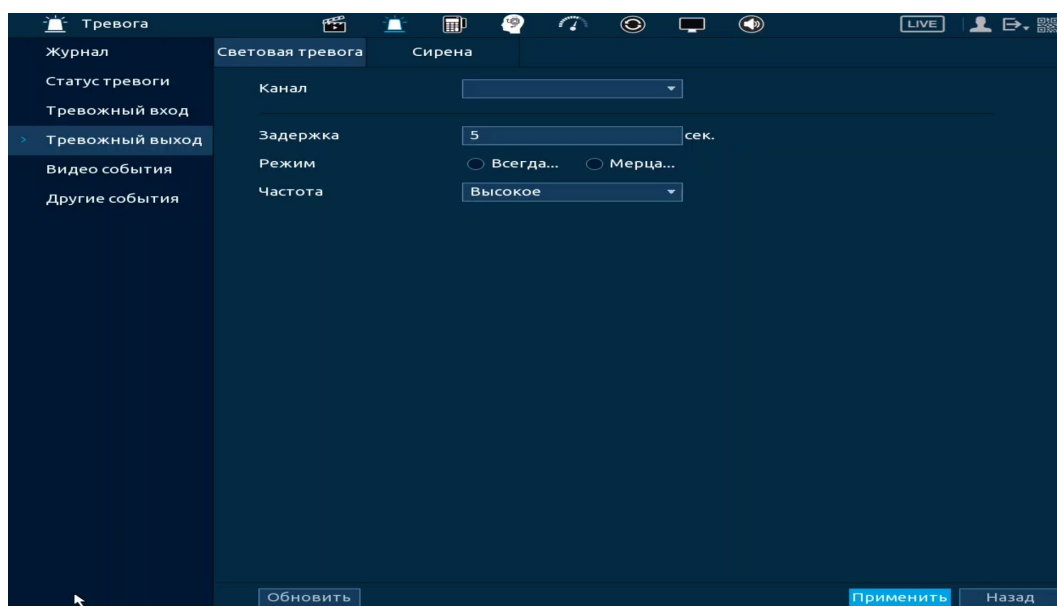 Тревога
LIVE
Журнал
Световая тревога
Сирена
Статус тревоги
Канал
Тревожный вход
Тревожный выход
Задержка
5
сек.
Видео события
Режим
Всегда...
Мерца...
Другие события
Частота
Высокое
Обновить
Применить
Назад